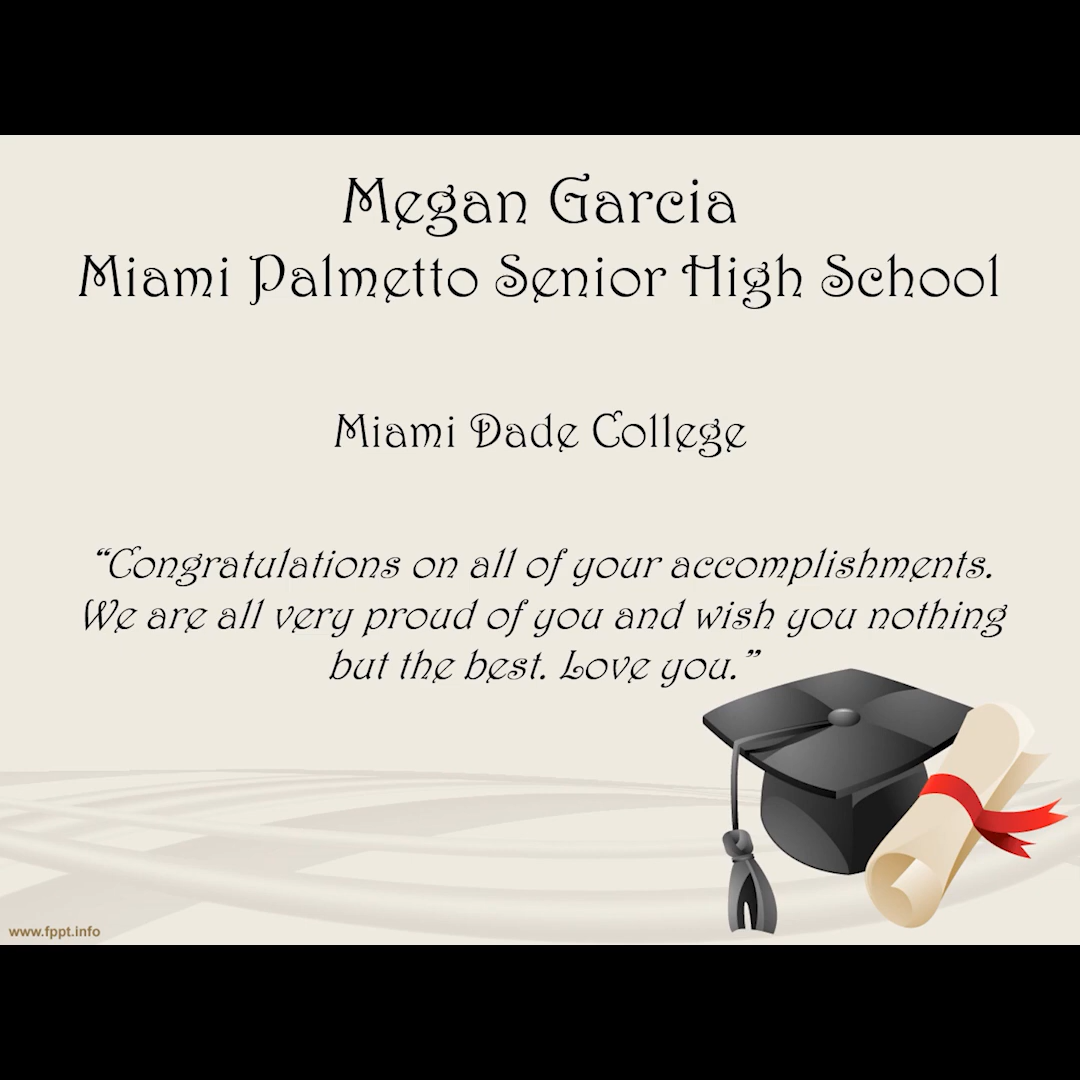 Megan Garcia
Miami Palmetto Senior High School
Miami Dade College
“Congratulations on all of your accomplishments.
We are all very proud of you and wish you nothing
but the best. Love you.”
www.fppt.info